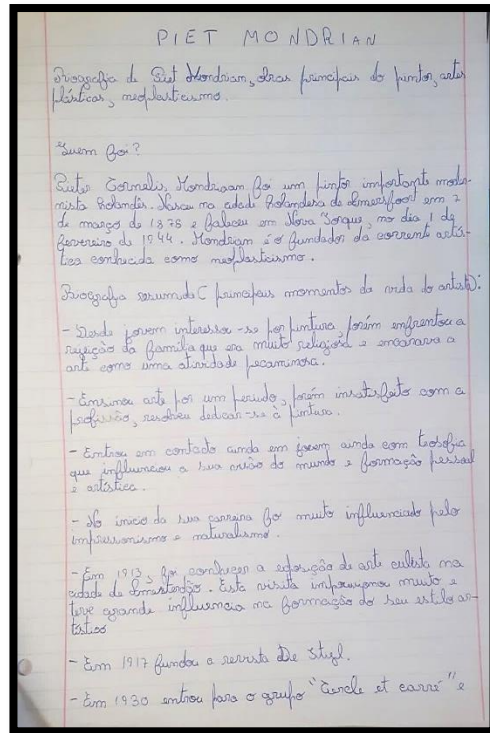 PIET MONDRIAN
Biografia de Piet Mondrian, obras principais do pintor, artes
plásticas, neoplasticismo.
Quem foi?
Pieter Cornelis Mondriaan foi um pintor importante moder-
nista holandês. Nasceu na cidade holandesa de Amersfoort em 7
de março de 1878 e faleceu em Nova Iorque, no dia 1 de
fevereiro de 1944. Mondrian é o fundador da corrente artís-
tica conhecida como neoplasticismo.
Biografia resumida ( principais momentos da vida do artista):
- Desde jovem interessou-se por pintura, porém enfrentou a
rejeição da família que era muito religiosa e encarava a
arte como uma atividade pecaminosa.
- Ensinou arte por um período, porém insatisfeito com a
profissão, resolveu dedicar-se à pintura.
- Entrou em contato ainda em jovem ainda com teosofia
que influenciou a sua visão do mundo e formação pessoal
e artística.
- No início da sua carreira foi muito influenciado pelo
impressionismo e naturalismo.
- Em 1913, foi conhecer a exposição de arte cubista na
cidade de Amsterdão. Esta visita impressionou muito e
teve grande influencia na formação do seu estilo ar-
tístico
- Em 1917 fundou a revista De Stijl.
- Em 1930 entrou para o grupo "Cercle et carré" e